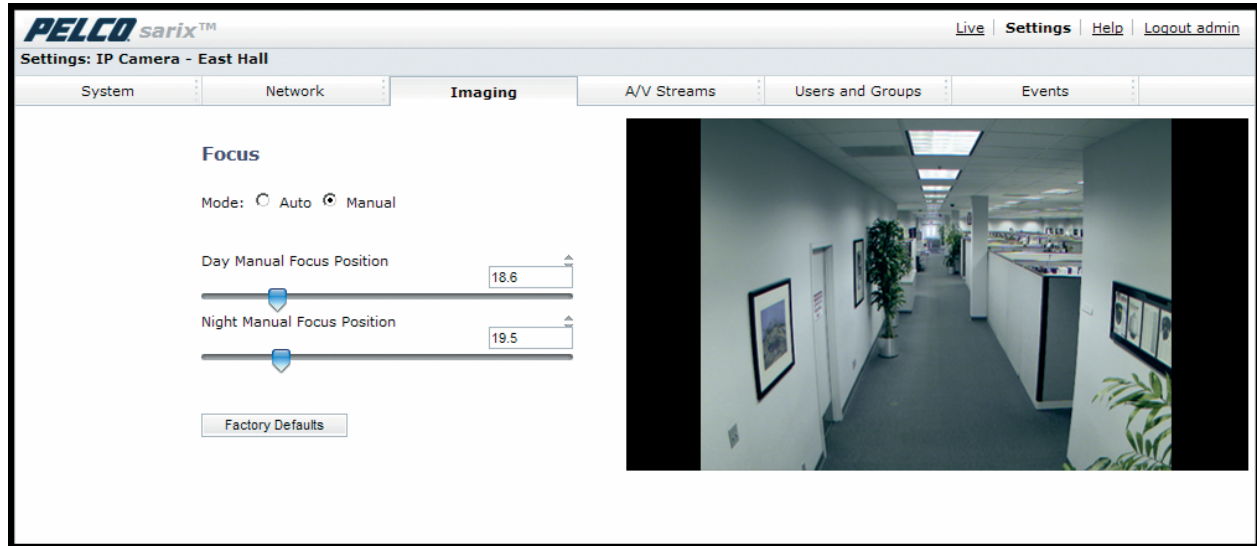 PELCO sarix™
Live | Settings | Help | Logout admin
Settings: IP Camera - East Hall
System Network Imaging A/V Streams Users and Groups Events
Focus
Mode: Auto Manual
Day Manual Focus Position
18.6
Night Manual Focus Position
19.5
Factory Defaults